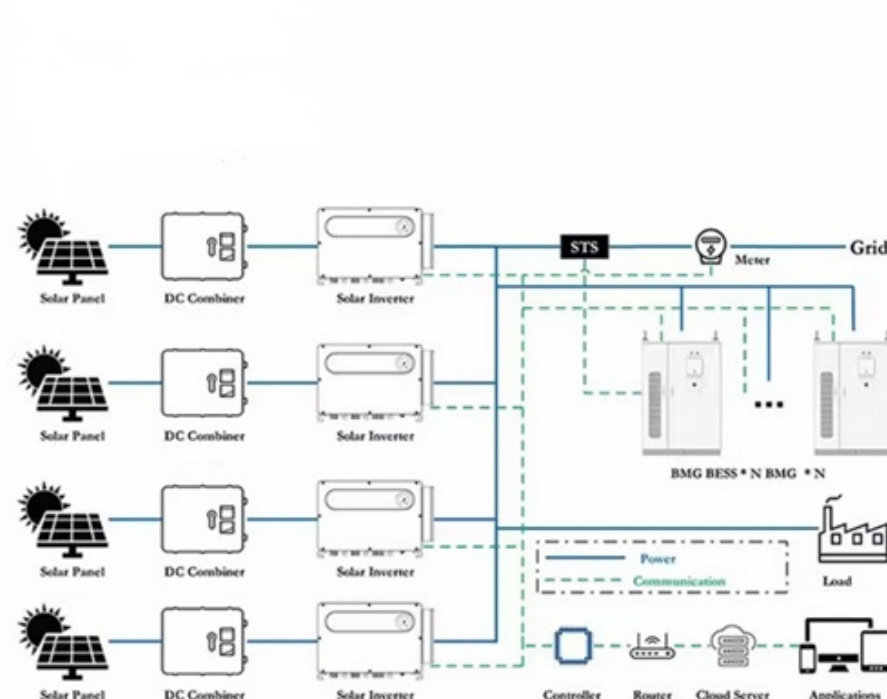 STS
Meter
Grid
Solar Panel DC Combiner Solar Inverter
Solar Panel DC Combiner Solar Inverter
BMG BESS * N BMG * N
Solar Panel DC Combiner Solar Inverter
Power
Communication
Load
Solar Panel DC Combiner Solar Inverter
Controller Router Cloud Server Applications